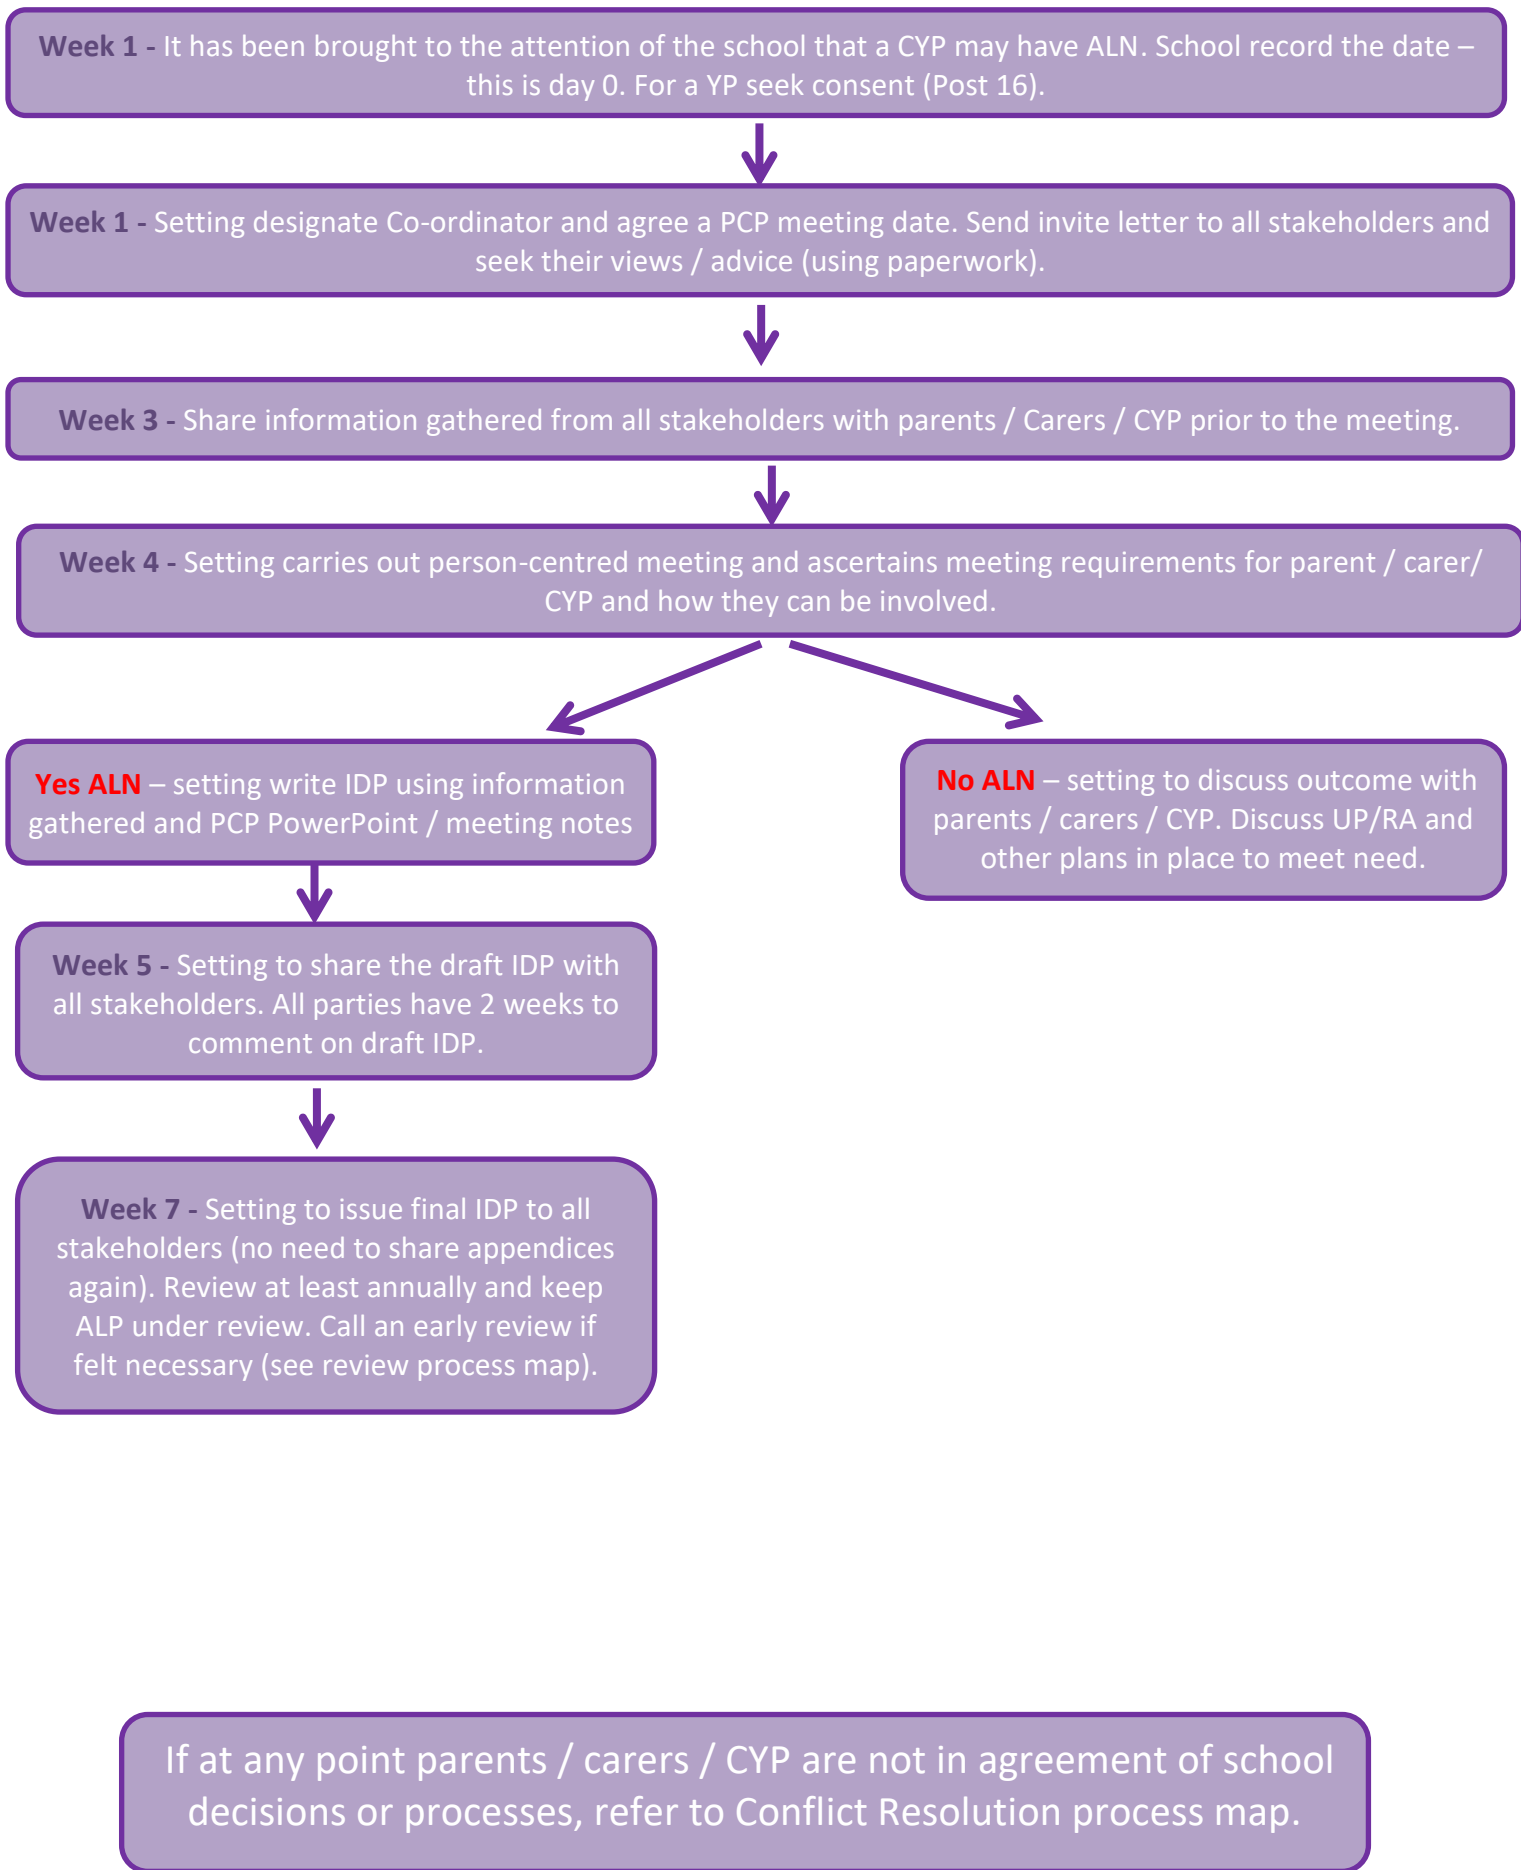 Week 1 - It has been brought to the attention of the school that a CYP may have ALN. School record the date –
this is day 0. For a YP seek consent (Post 16).
Week 1 - Setting designate Co-ordinator and agree a PCP meeting date. Send invite letter to all stakeholders and
seek their views / advice (using paperwork).
Week 3 - Share information gathered from all stakeholders with parents / Carers / CYP prior to the meeting.
Week 4 - Setting carries out person-centred meeting and ascertains meeting requirements for parent / carer/
CYP and how they can be involved.
Yes ALN – setting write IDP using information
gathered and PCP PowerPoint / meeting notes
No ALN – setting to discuss outcome with
parents / carers / CYP. Discuss UP/RA and
other plans in place to meet need.
Week 5 - Setting to share the draft IDP with
all stakeholders. All parties have 2 weeks to
comment on draft IDP.
Week 7 - Setting to issue final IDP to all
stakeholders (no need to share appendices
again). Review at least annually and keep
ALP under review. Call an early review if
felt necessary (see review process map).
If at any point parents / carers / CYP are not in agreement of school
decisions or processes, refer to Conflict Resolution process map.